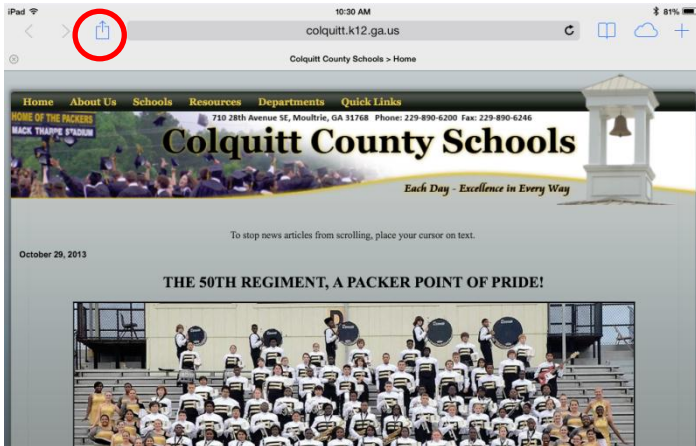 iPad 10:30 AM 81%
colquitt.k12.ga.us
Colquitt County Schools > Home
Home About Us Schools Resources Departments Quick Links
HOME OF THE PACKERS
710 28th Avenue SE, Moultrie, GA 31768 Phone: 229-890-6200 Fax: 229-890-6246
MACK THARPE STADIUM
Colquitt County Schools
Each Day - Excellence in Every Way
To stop news articles from scrolling, place your cursor on text.
October 29, 2013
THE 50TH REGIMENT, A PACKER POINT OF PRIDE!